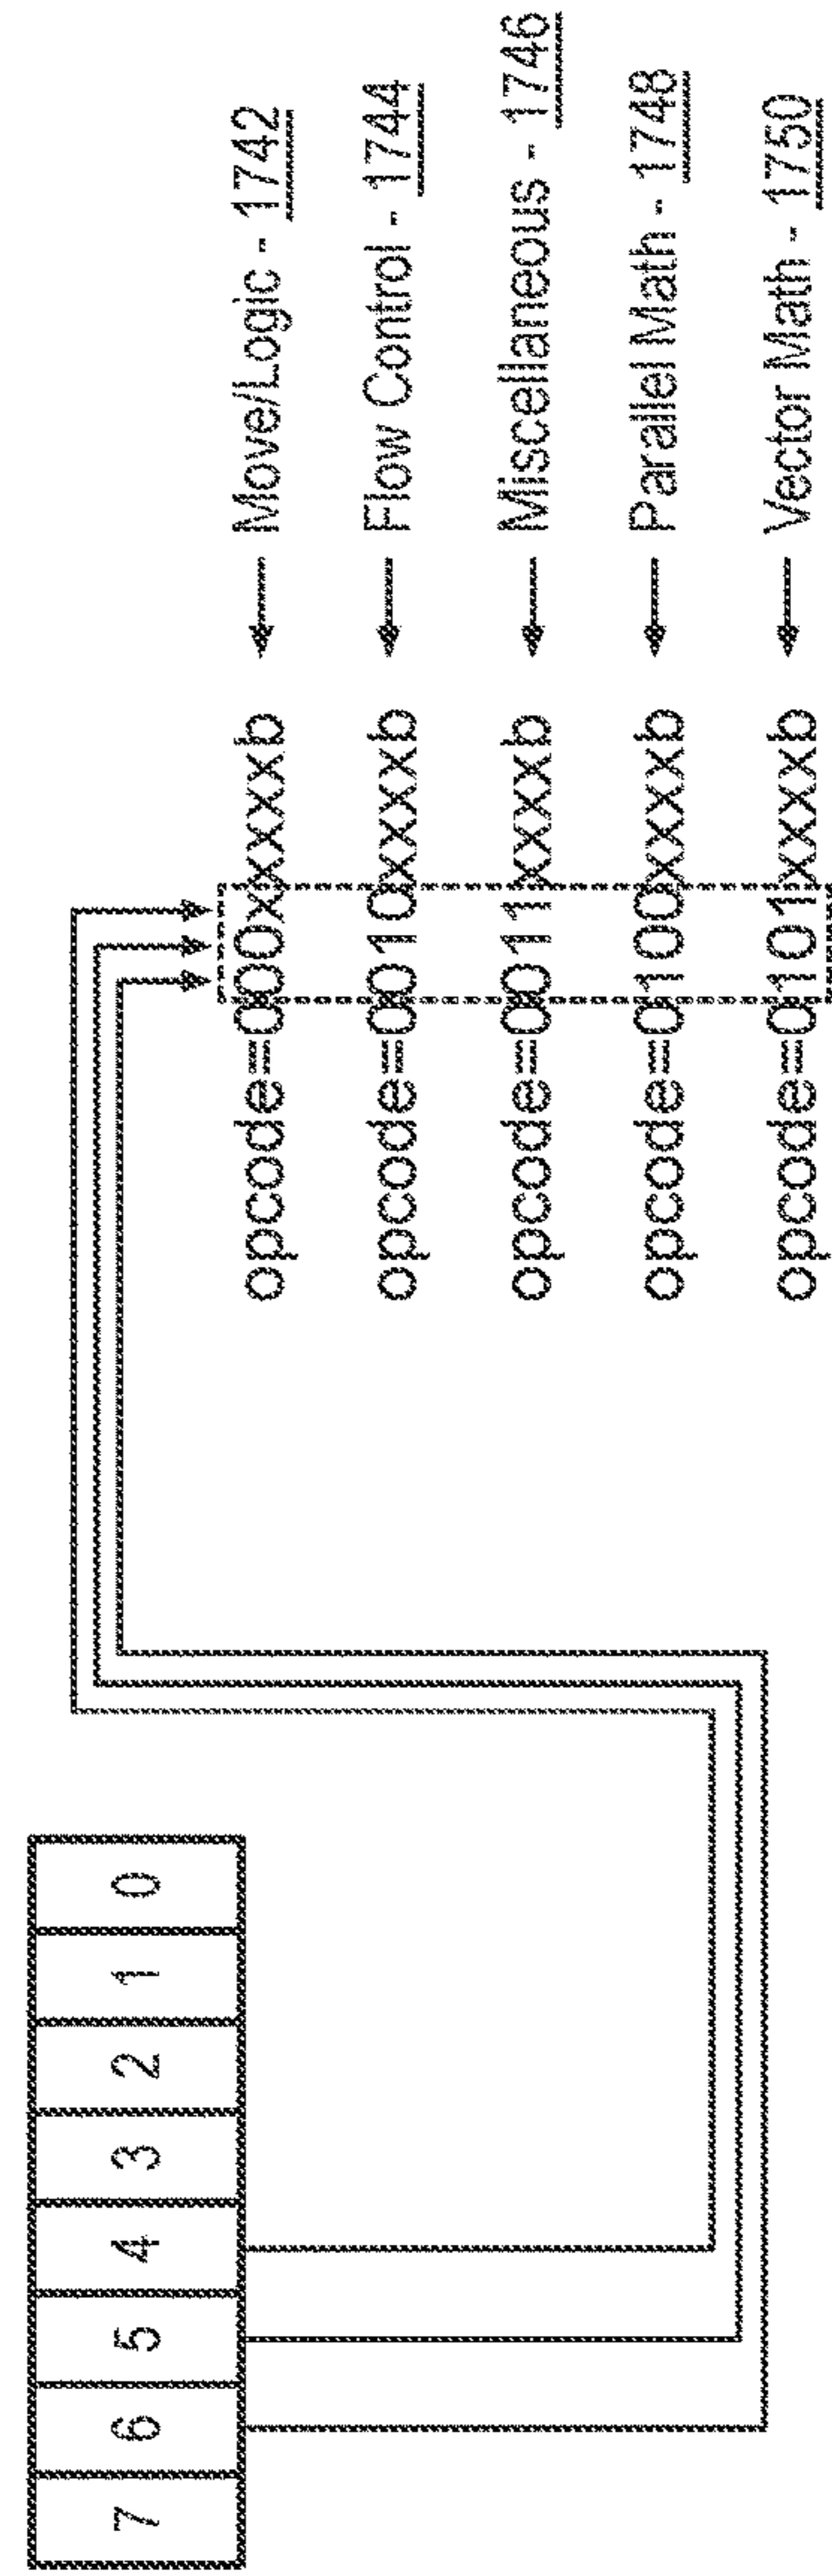 7 6 5 4 3 2 1 0
opcode=000xxxxxb Move/Logic - 1742
opcode=0010xxxxb Flow Control - 1744
opcode=0011xxxxb Miscellaneous - 1746
opcode=0100xxxxb Parallel Math - 1748
opcode=0101xxxxb Vector Math - 1750